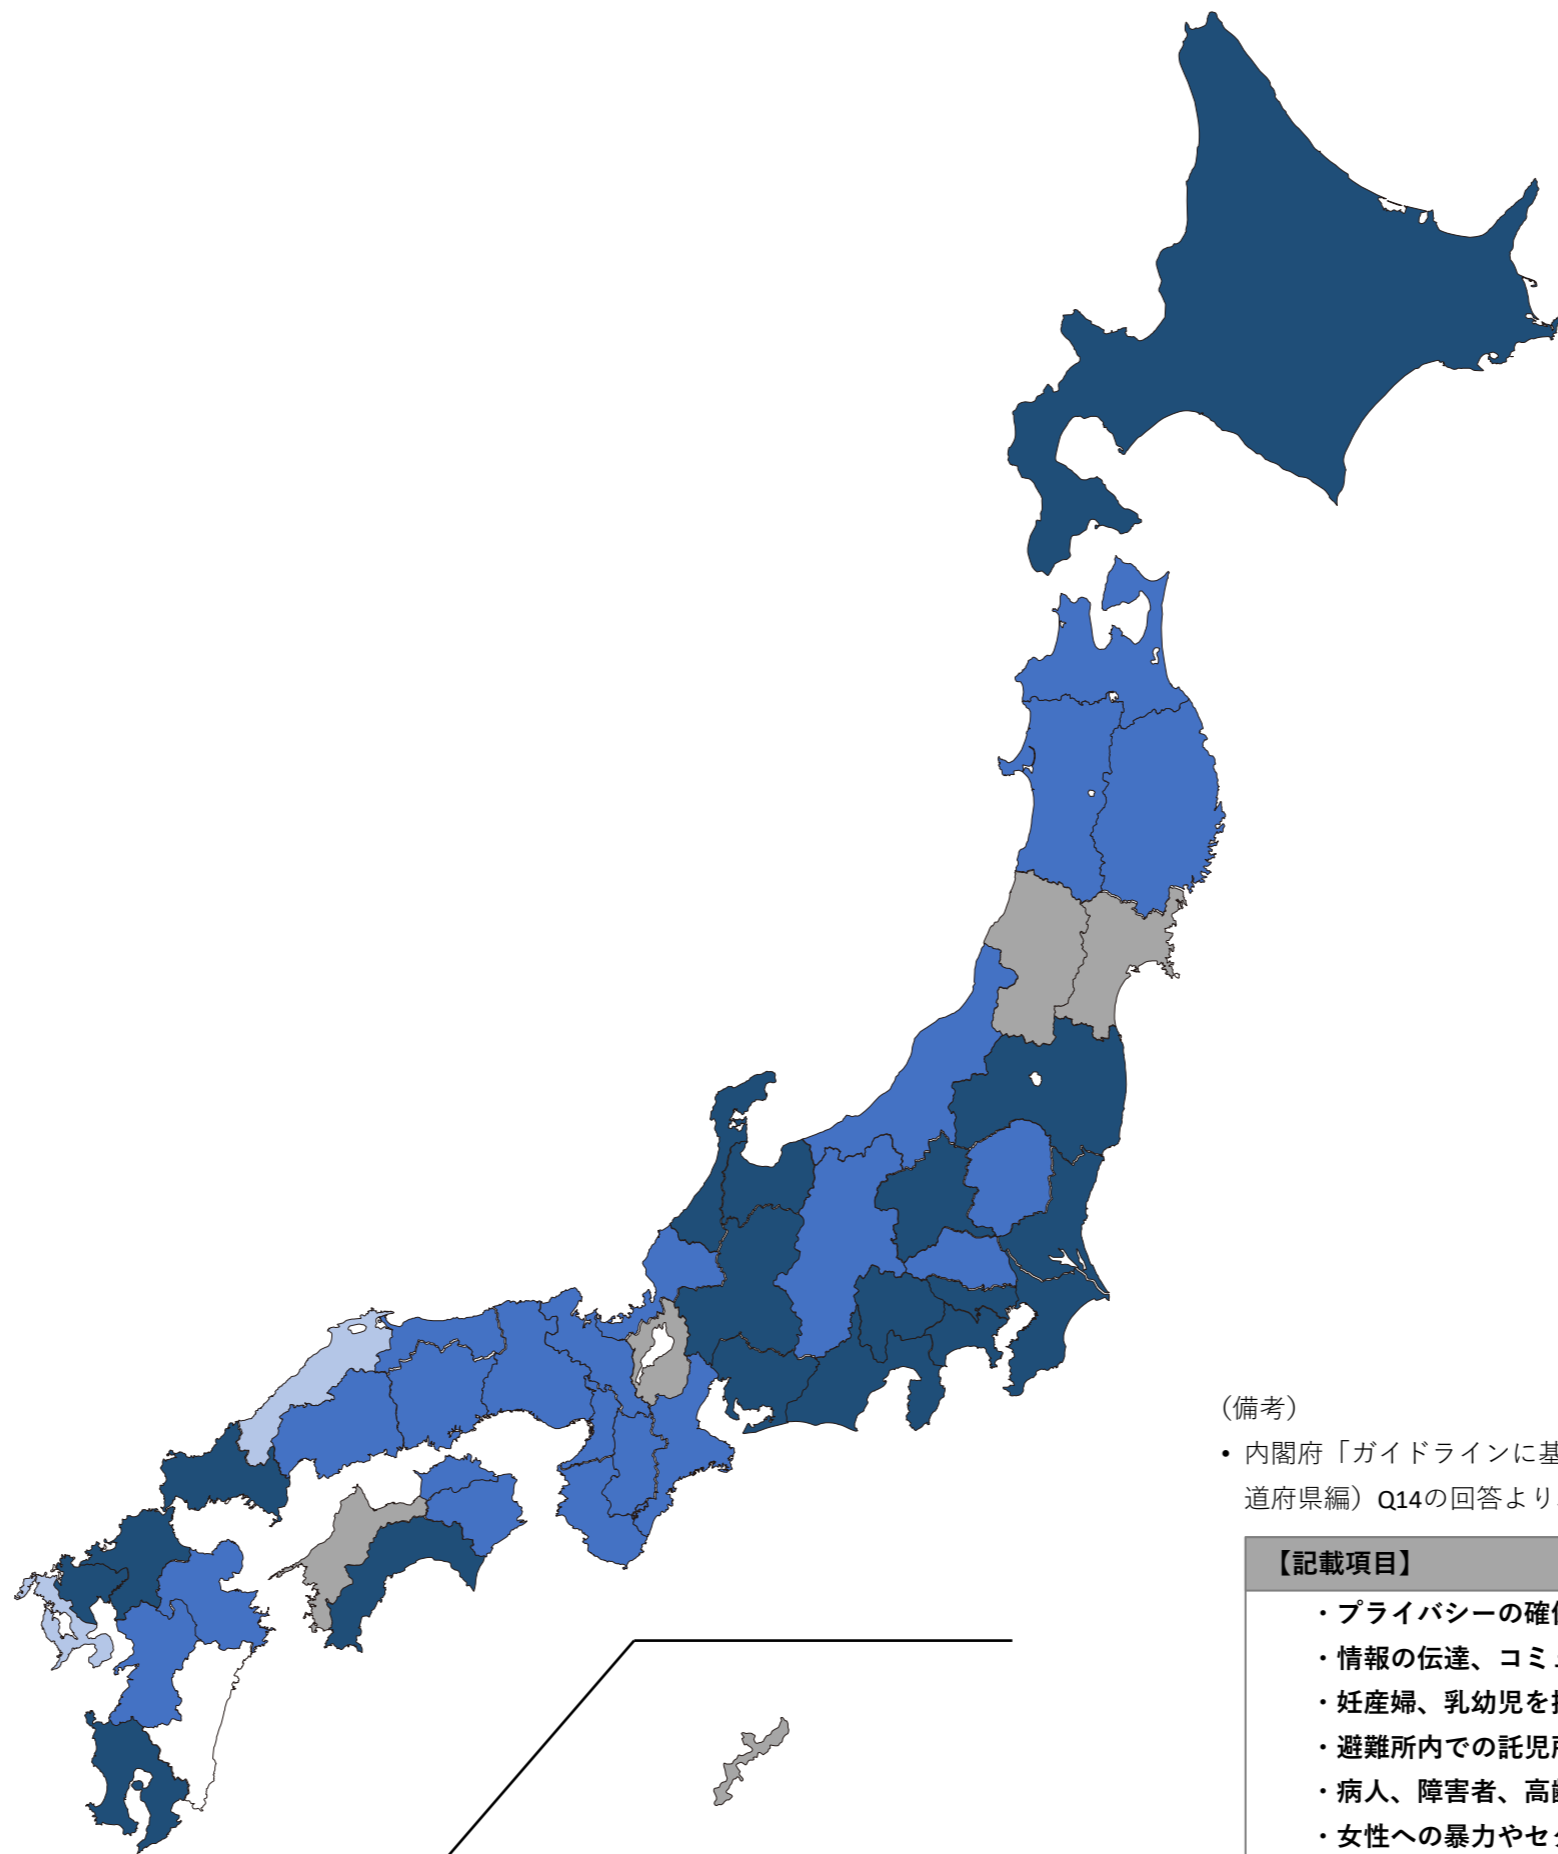 (備考)
• 内閣府「ガイドラインに基
道府県編）Q14の回答より
【記載項目】
・プライバシーの確
・情報の伝達、コミ
・妊産婦、乳幼児を
・避難所内での託児
・病人、障害者、高
・女性への暴力やセ